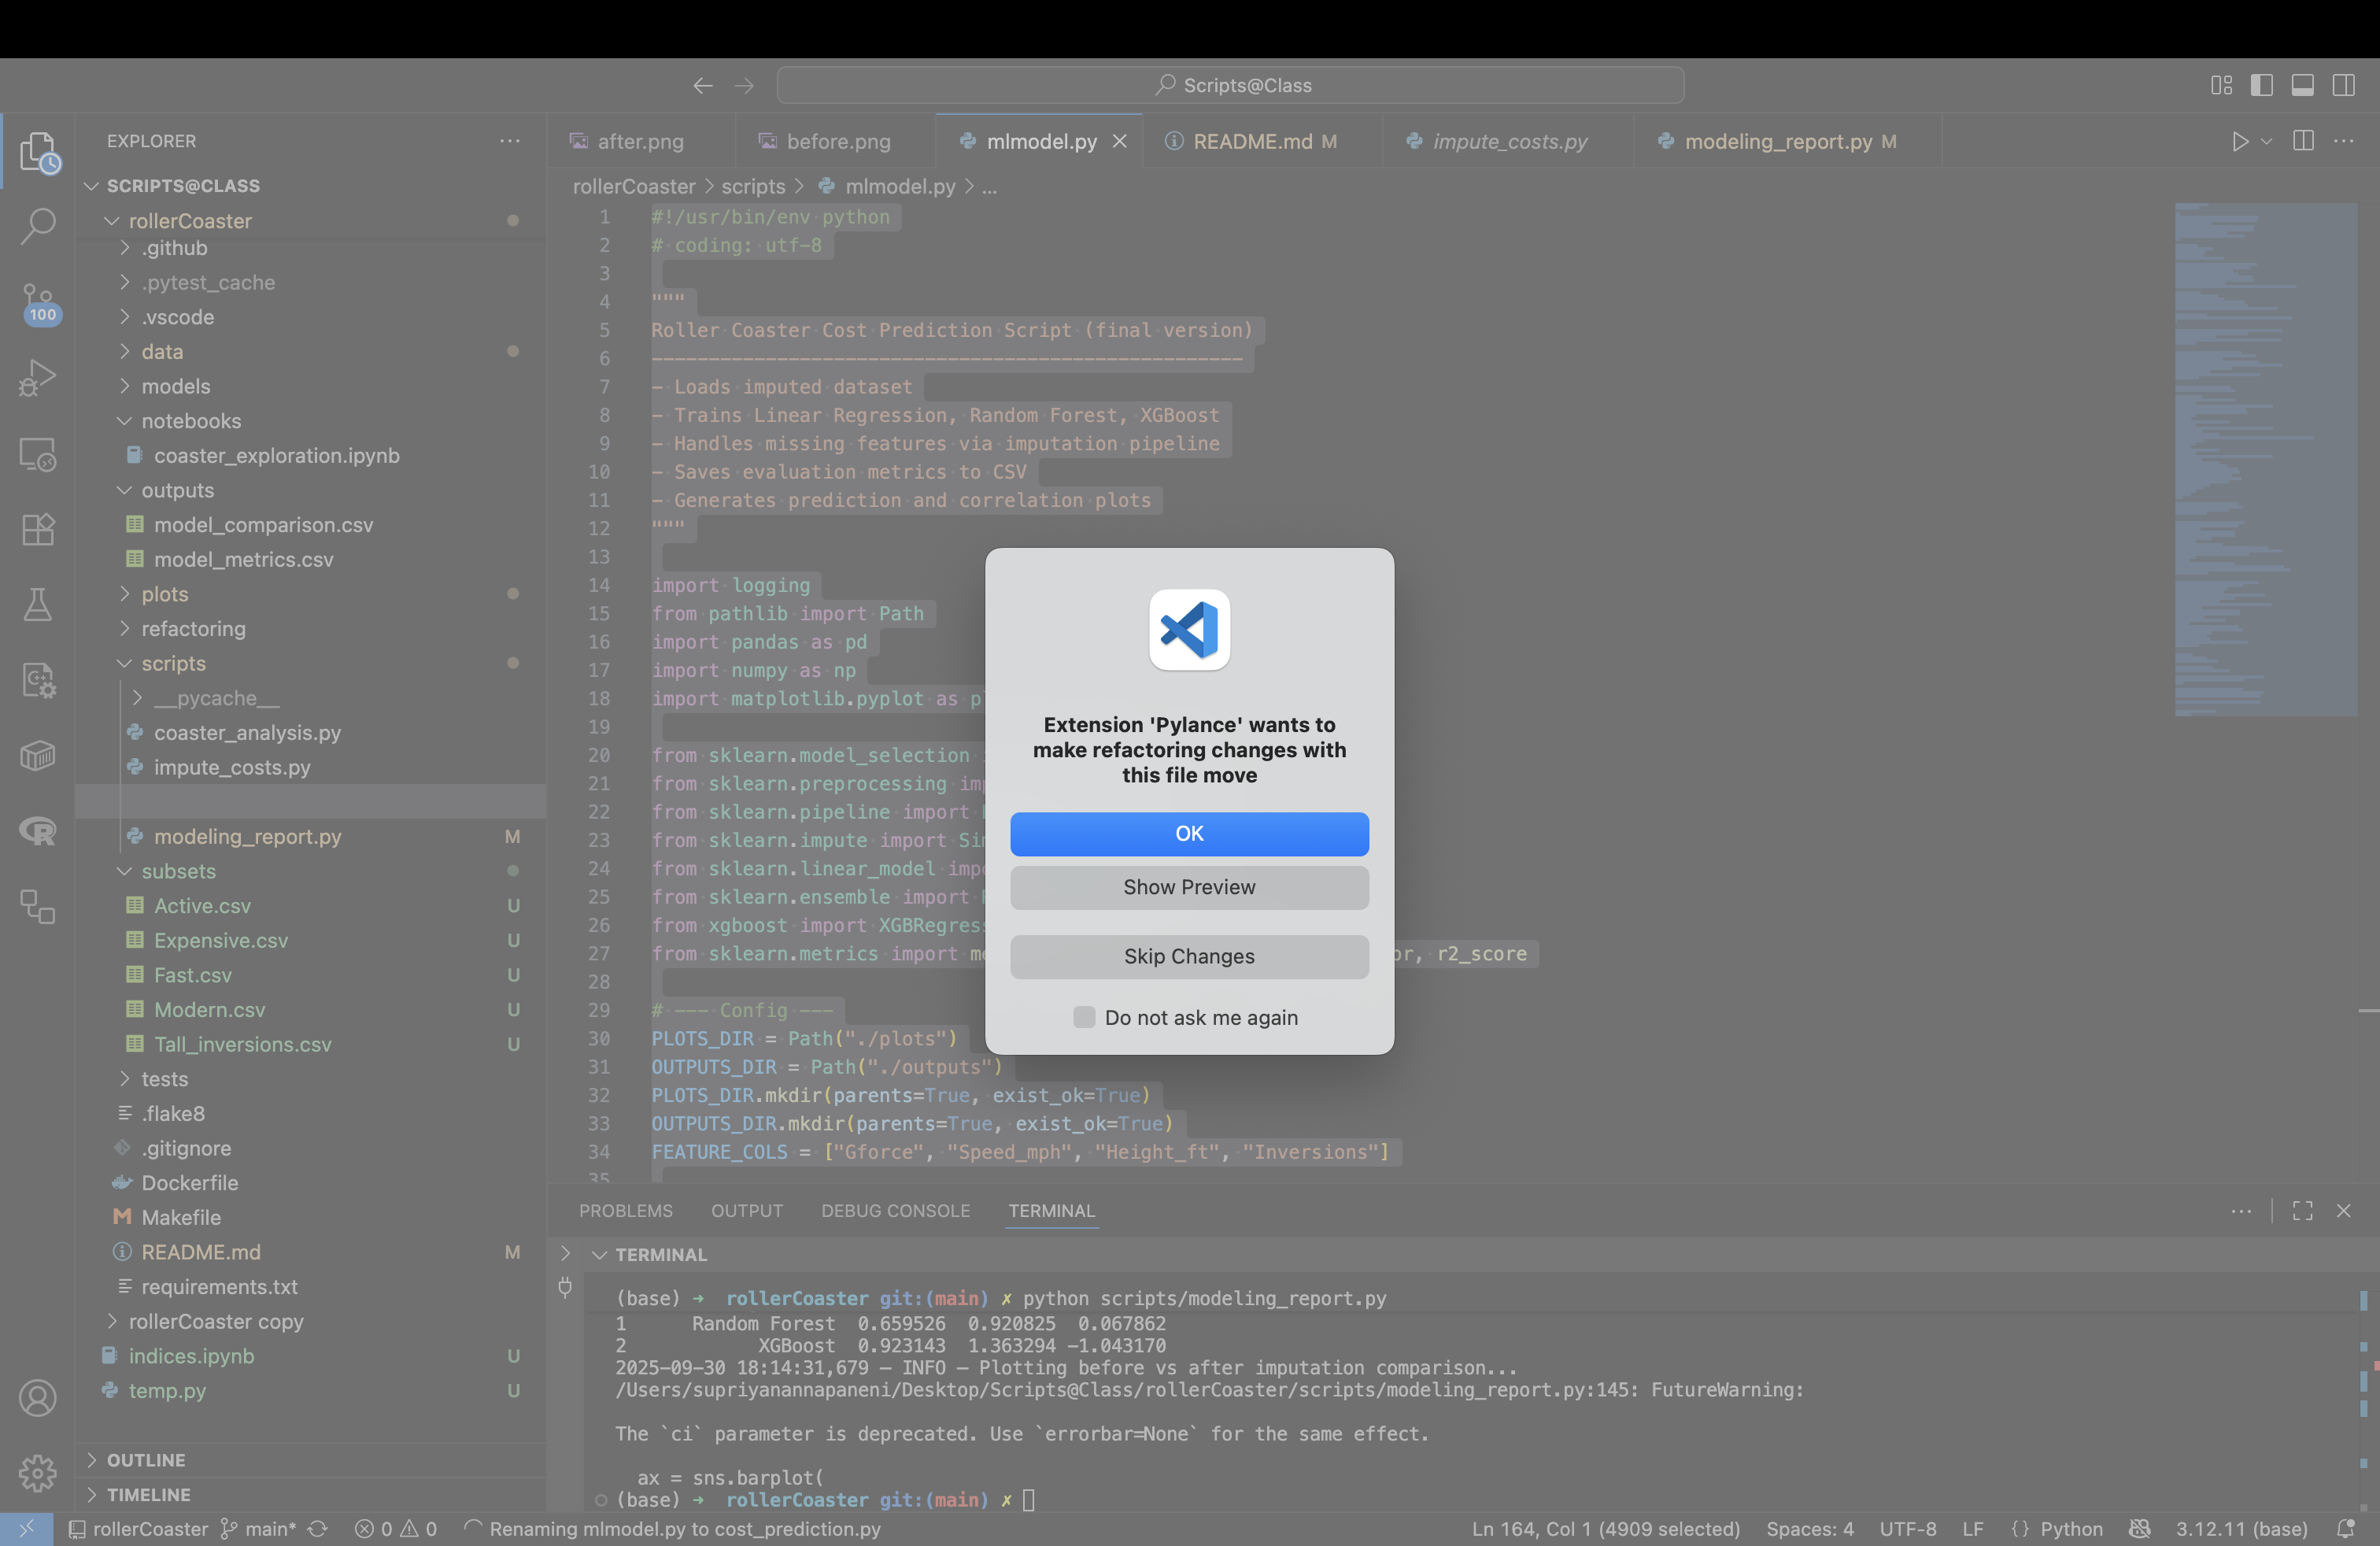 Scripts@Class
EXPLORER
SCRIPTS@CLASS
rollerCoaster
.github
.pytest_cache
.vscode
data
models
notebooks
coaster_exploration.ipynb
outputs
model_comparison.csv
model_metrics.csv
plots
refactoring
scripts
__pycache__
coaster_analysis.py
impute_costs.py
modeling_report.py M
subsets
Active.csv U
Expensive.csv U
Fast.csv U
Modern.csv U
Tall_inversions.csv U
tests
.flake8
.gitignore
Dockerfile
Makefile
README.md M
requirements.txt
rollerCoaster copy
indices.ipynb U
temp.py U
OUTLINE
TIMELINE
100
after.png before.png mlmodel.py README.md M impute_costs.py modeling_report.py M
rollerCoaster > scripts > mlmodel.py > ...
1 #!/usr/bin/env python
2 # coding: utf-8
3
4 """
5 Roller Coaster Cost Prediction Script (final version)
6 ----------------------------------------------------
7 - Loads imputed dataset
8 - Trains Linear Regression, Random Forest, XGBoost
9 - Handles missing features via imputation pipeline
10 - Saves evaluation metrics to CSV
11 - Generates prediction and correlation plots
12 """
13
14 import logging
15 from pathlib import Path
16 import pandas as pd
17 import numpy as np
18 import matplotlib.pyplot as
19
20 from sklearn.model_selection
21 from sklearn.preprocessing
22 from sklearn.pipeline import
23 from sklearn.impute import
24 from sklearn.linear_model
25 from sklearn.ensemble import
26 from xgboost import
27 from sklearn.metrics import r2_score
28
29 # --- Config ---
30 PLOTS_DIR = Path("./plots")
31 OUTPUTS_DIR = Path("./outputs")
32 PLOTS_DIR.mkdir(parents=True, exist_ok=True)
33 OUTPUTS_DIR.mkdir(parents=True, exist_ok=True)
34 FEATURE_COLS = ["Gforce", "Speed_mph", "Height_ft", "Inversions"]
35
Extension 'Pylance' wants to
make refactoring changes with
this file move
OK
Show Preview
Skip Changes
Do not ask me again
PROBLEMS OUTPUT DEBUG CONSOLE TERMINAL
TERMINAL
(base) → rollerCoaster git:(main) ✗ python scripts/modeling_report.py
1 Random Forest 0.659526 0.920825 0.067862
2 XGBoost 0.923143 1.363294 -1.043170
2025-09-30 18:14:31,679 - INFO - Plotting before vs after imputation comparison...
/Users/supriyanannapaneni/Desktop/Scripts@Class/rollerCoaster/scripts/modeling_report.py:145: FutureWarning:
The `ci` parameter is deprecated. Use `errorbar=None` for the same effect.
ax = sns.barplot(
(base) → rollerCoaster git:(main) ✗
rollerCoaster main* 0 0 Renaming mlmodel.py to cost_prediction.py Ln 164, Col 1 (4909 selected) Spaces: 4 UTF-8 LF {} Python 3.12.11 (base)